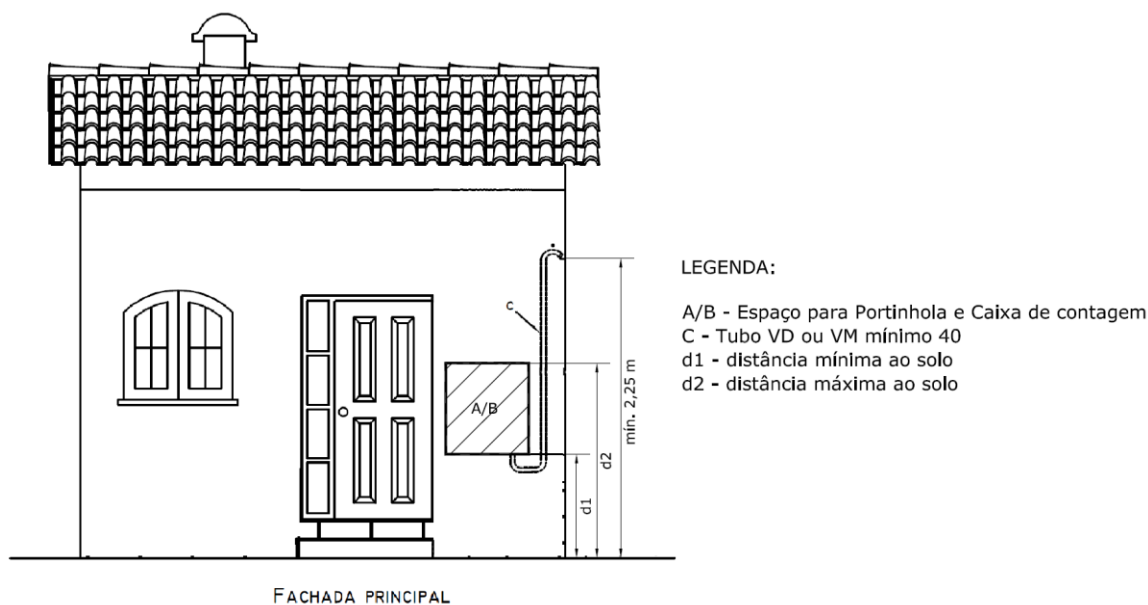 c
A/B
d1
d2
mín. 2,25 m
LEGENDA:
A/B - Espaço para Portinhola e Caixa de contagem
C - Tubo VD ou VM mínimo 40
d1 - distância mínima ao solo
d2 - distância máxima ao solo
FACHADA PRINCIPAL